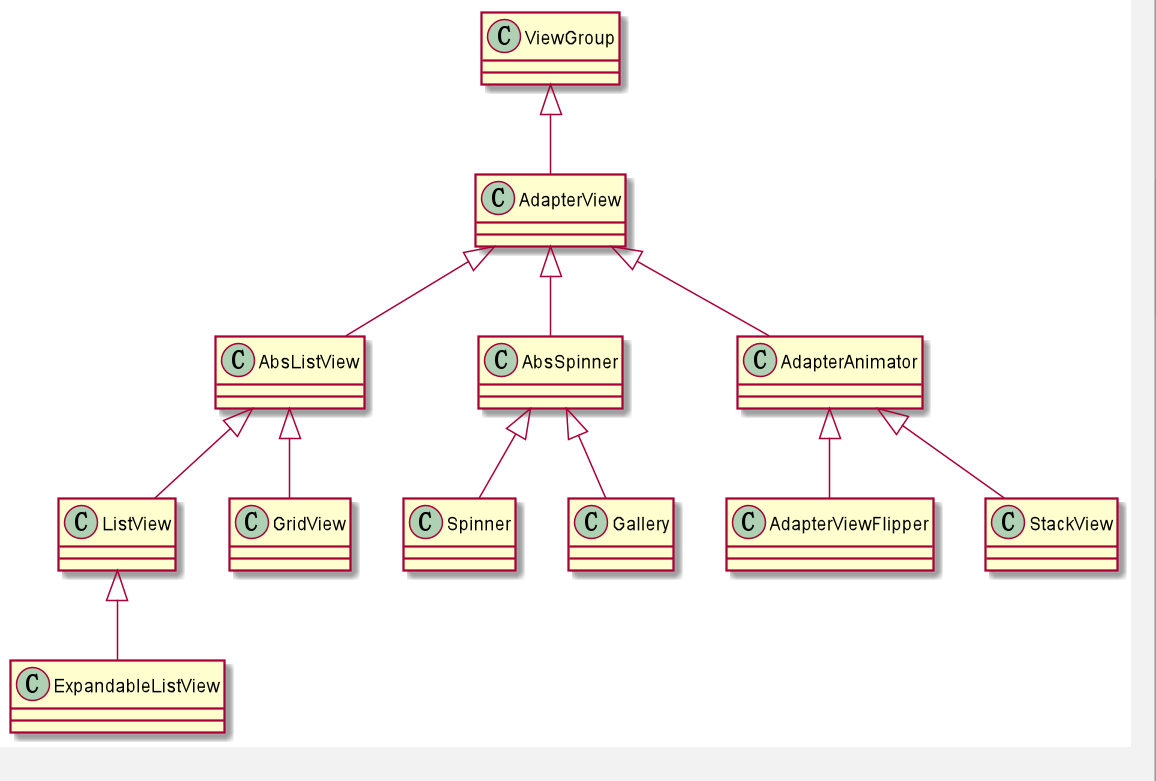 C ViewGroup
C AdapterView
C AbsListView
C AbsSpinner
C AdapterAnimator
C ListView
C GridView
C Spinner
C Gallery
C AdapterViewFlipper
C StackView
C ExpandableListView